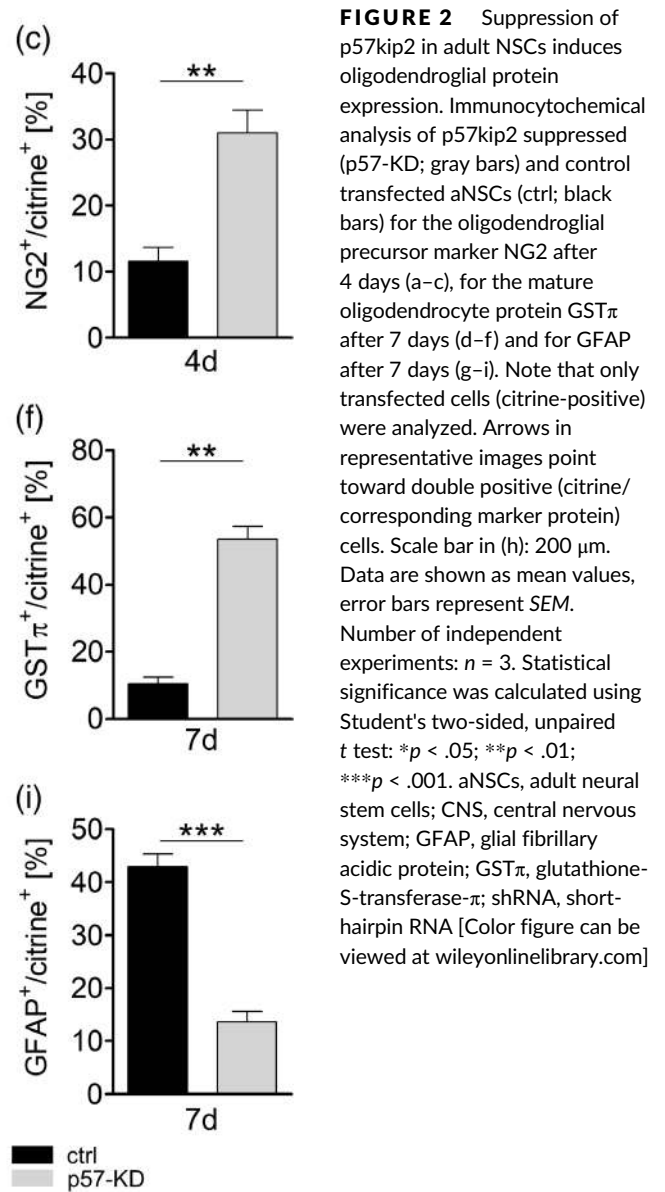 (c)
**
40
30
20
10
0
NG2+/citrine+ [%]
4d
(f)
**
80
60
40
20
0
GSTπ+/citrine+ [%]
7d
(i)
***
50
40
30
20
10
0
GFAP+/citrine+ [%]
7d
ctrl
p57-KD
FIGURE 2 Suppression of
p57kip2 in adult NSCs induces
oligodendroglial protein
expression. Immunocytochemical
analysis of p57kip2 suppressed
(p57-KD; gray bars) and control
transfected aNSCs (ctrl; black
bars) for the oligodendroglial
precursor marker NG2 after
4 days (a–c), for the mature
oligodendrocyte protein GSTπ
after 7 days (d–f) and for GFAP
after 7 days (g–i). Note that only
transfected cells (citrine-positive)
were analyzed. Arrows in
representative images point
toward double positive (citrine/
corresponding marker protein)
cells. Scale bar in (h): 200 μm.
Data are shown as mean values,
error bars represent SEM.
Number of independent
experiments: n = 3. Statistical
significance was calculated using
Student's two-sided, unpaired
t test: *p < .05; **p < .01;
***p < .001. aNSCs, adult neural
stem cells; CNS, central nervous
system; GFAP, glial fibrillary
acidic protein; GSTπ, glutathione-
S-transferase-π; shRNA, short-
hairpin RNA [Color figure can be
viewed at wileyonlinelibrary.com]